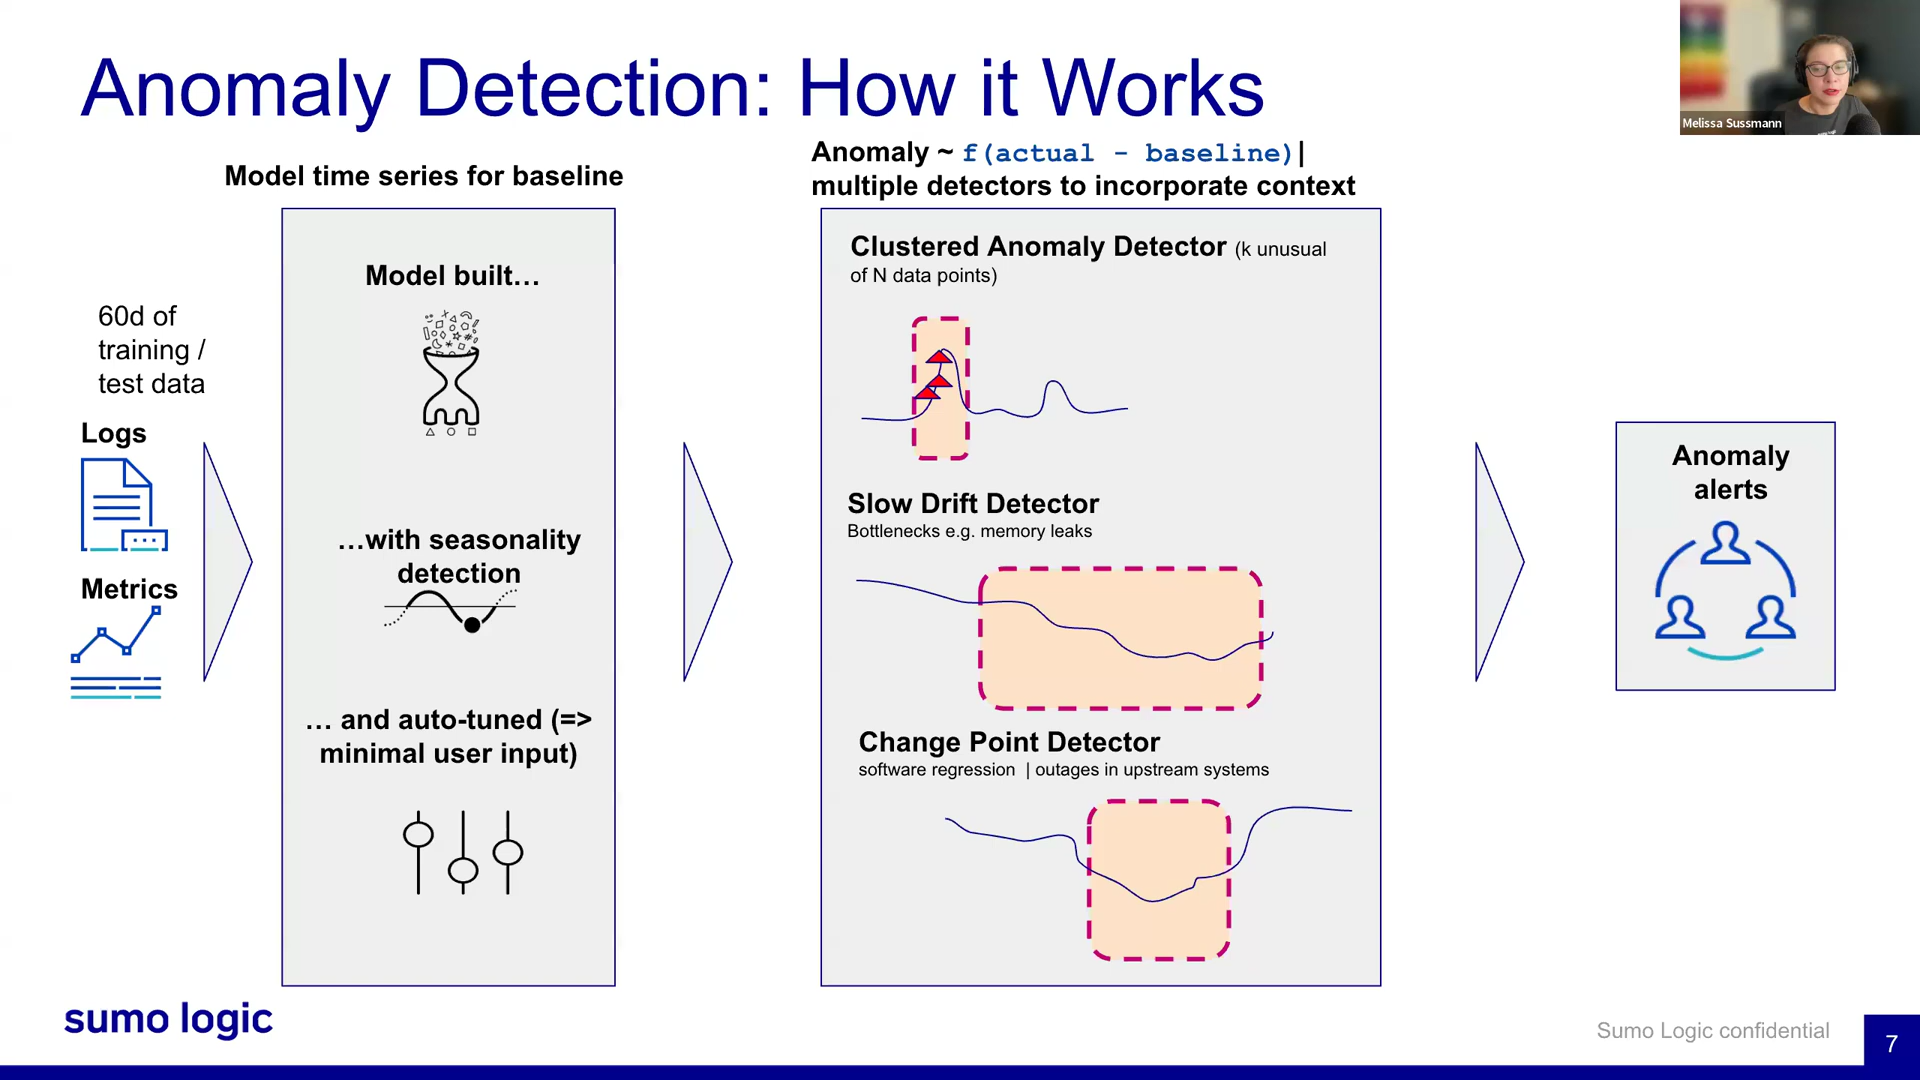 Anomaly Detection: How it Works
Melissa Sussmann
Model time series for baseline
Anomaly ~ f(actual - baseline)|
multiple detectors to incorporate context
60d of
training /
test data
Logs
Metrics
Model built…
…with seasonality
detection
… and auto-tuned (=>
minimal user input)
Clustered Anomaly Detector (k unusual
of N data points)
Slow Drift Detector
Bottlenecks e.g. memory leaks
Change Point Detector
software regression | outages in upstream systems
Anomaly
alerts
sumo logic
Sumo Logic confidential
7